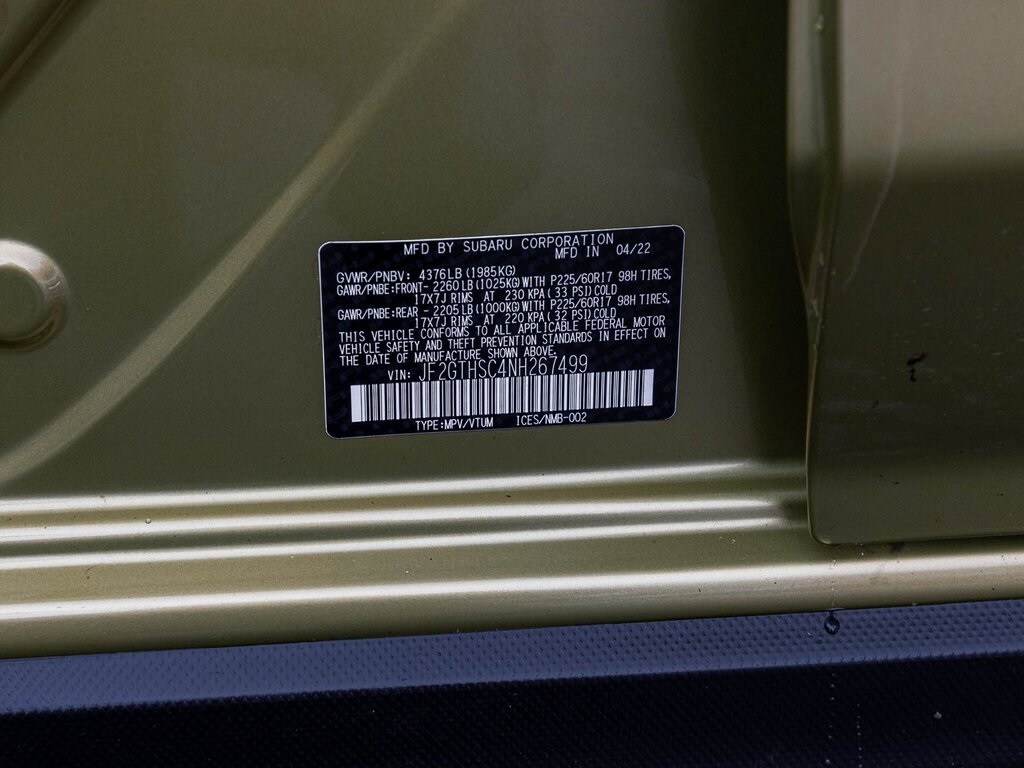 MFD BY SUBARU CORPORATION
MFD IN 04/22
GVWR/PNBV: 4376LB(1985KG)
GAWR/PNBE:FRONT-2260LB(1025KG)WITH P225/60R17 98H TIRES,
17X7J RIMS AT 230 KPA(33 PSI)COLD
GAWR/PNBE:REAR -2205LB(1000KG)WITH P225/60R17 98H TIRES,
17X7J RIMS AT 220 KPA(32 PSI)COLD
THIS VEHICLE CONFORMS TO ALL APPLICABLE FEDERAL MOTOR
VEHICLE SAFETY AND THEFT PREVENTION STANDARDS IN EFFECT ON
THE DATE OF MANUFACTURE SHOWN ABOVE.
VIN: JF2GTHSC4NH267499
TYPE:MPV/VTUM ICES/NMB-002